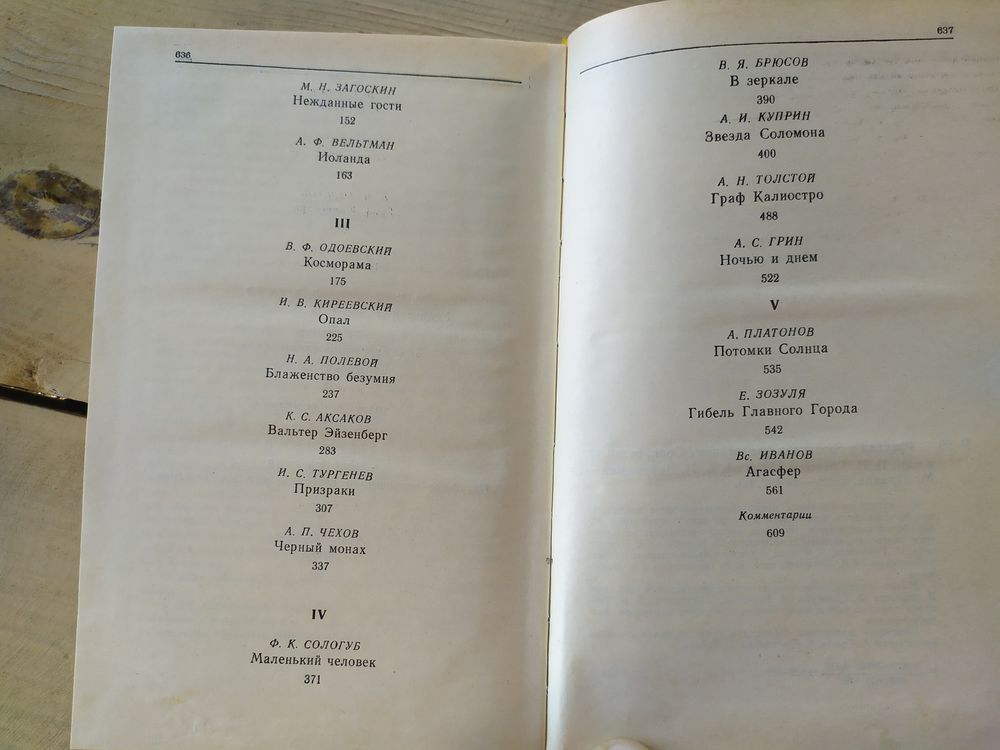 636
М. Н. ЗАГОСКИН
Нежданные гости
152
А. Ф. ВЕЛЬТМАН
Иоланда
163
III
В. Ф. ОДОЕВСКИЙ
Косморама
175
И. В. КИРЕЕВСКИЙ
Опал
225
Н. А. ПОЛЕВОЙ
Блаженство безумия
237
К. С. АКСАКОВ
Вальтер Эйзенберг
283
И. С. ТУРГЕНЕВ
Призраки
307
А. П. ЧЕХОВ
Черный монах
337
IV
Ф. К. СОЛОГУБ
Маленький человек
371
637
В. Я. БРЮСОВ
В зеркале
390
А. И. КУПРИН
Звезда Соломона
400
А. Н. ТОЛСТОЙ
Граф Калиостро
488
А. С. ГРИН
Ночью и днем
522
V
А. ПЛАТОНОВ
Потомки Солнца
535
Е. ЗОЗУЛЯ
Гибель Главного Города
542
Вс. ИВАНОВ
Агасфер
561
Комментарии
609